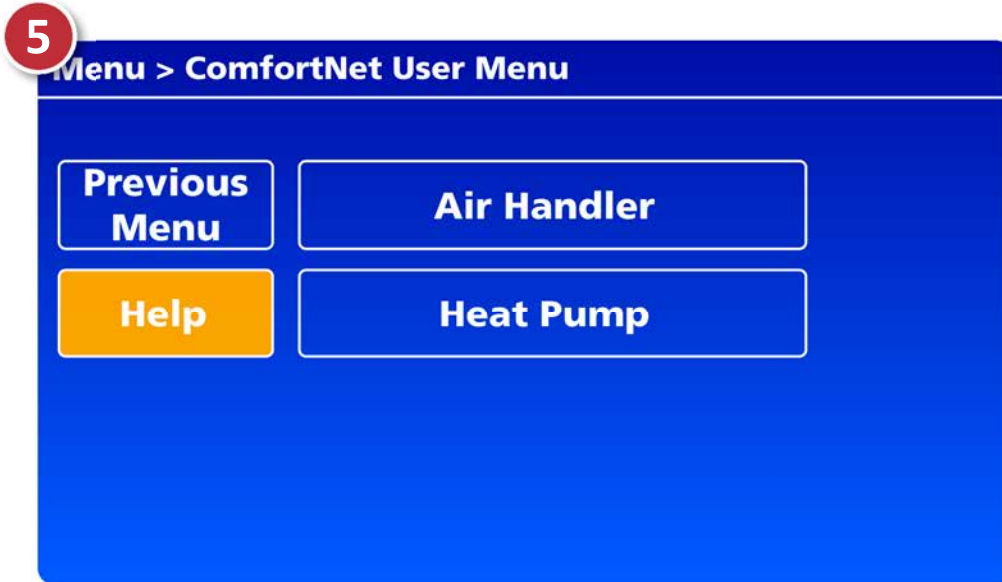 5
Menu > ComfortNet User Menu
Previous
Menu
Air Handler
Help
Heat Pump